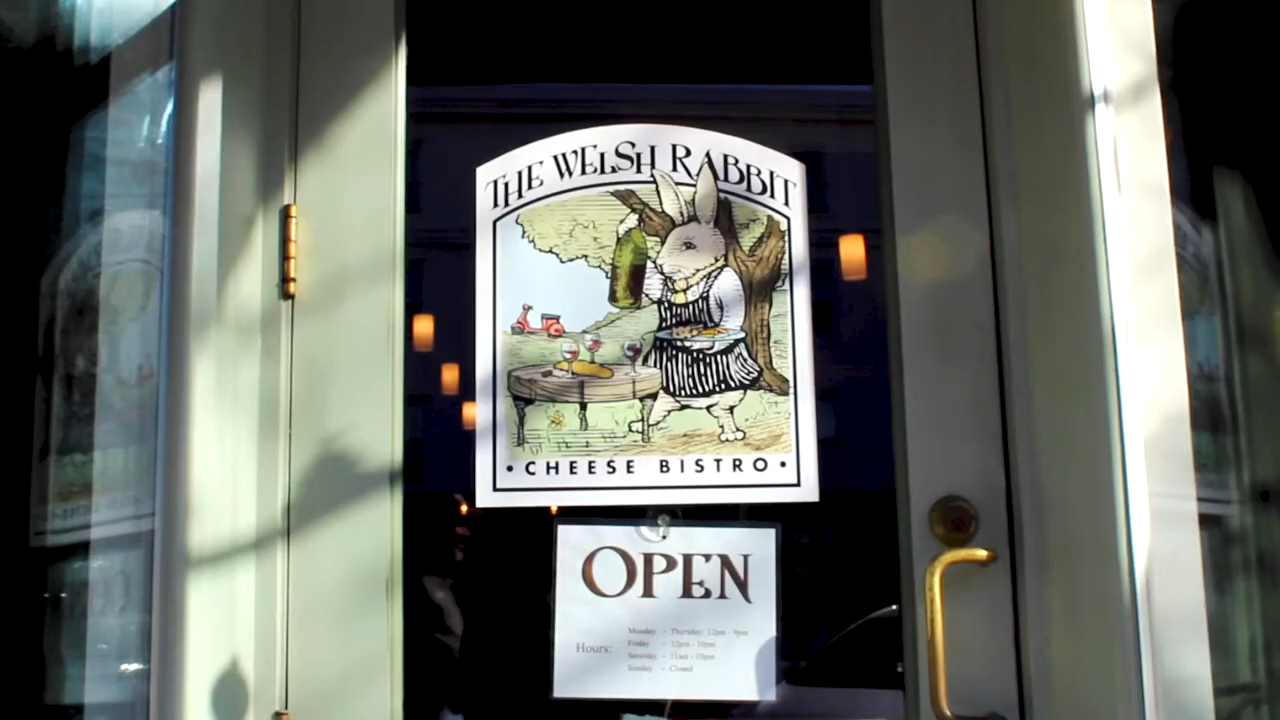 THE WELSH RABBIT
• CHEESE BISTRO •
OPEN
Hours:
Monday - Thursday: 12pm - 9pm
Friday - 12pm - 10pm
Saturday - 11am - 10pm
Sunday - Closed